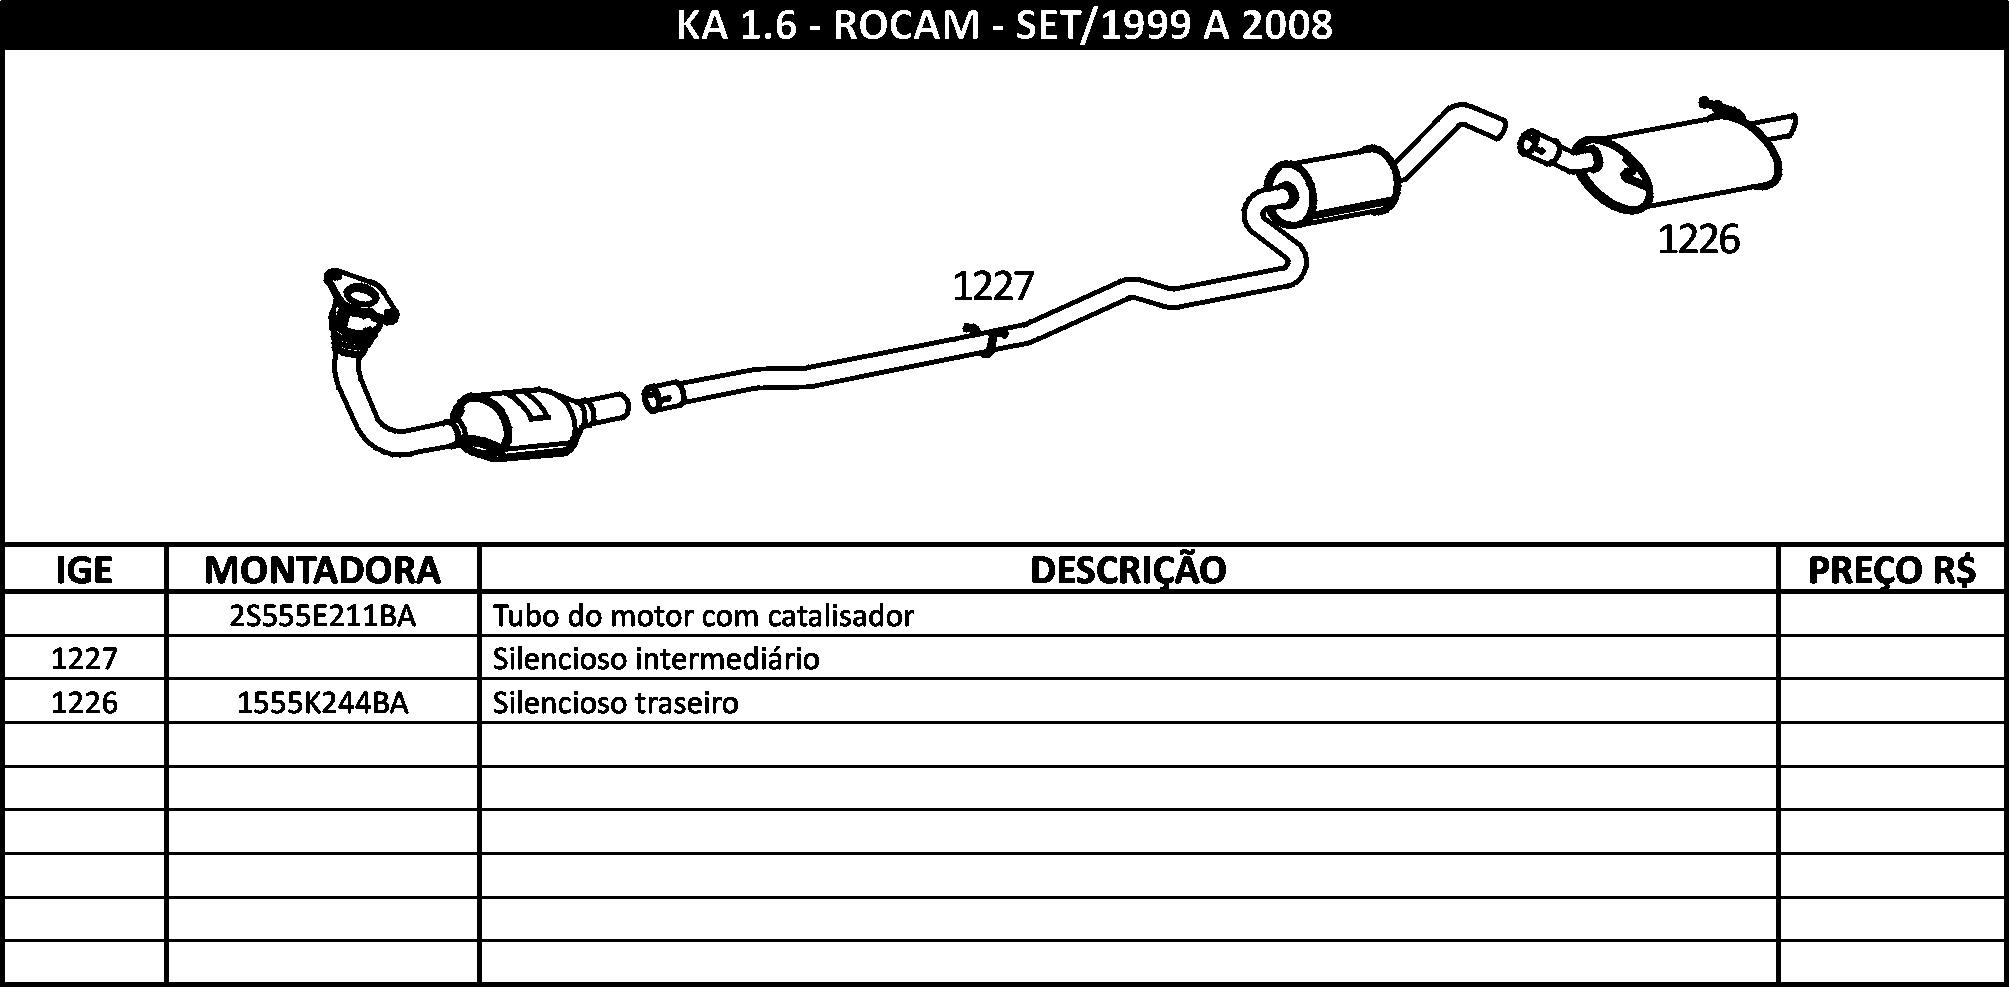 KA 1.6 - ROCAM - SET/1999 A 2008
1226
1227
IGE MONTADORA DESCRIÇÃO PREÇO R$
2S555E211BA Tubo do motor com catalisador
1227 Silencioso intermediário
1226 1555K244BA Silencioso traseiro